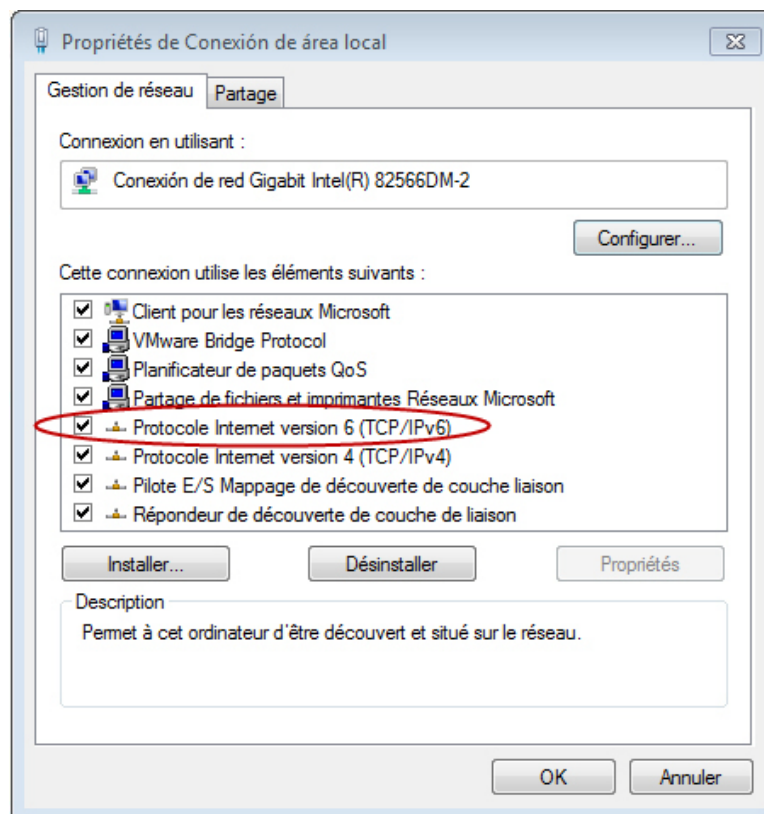 Propriétés de Conexión de área local
Gestion de réseau
Partage
Connexion en utilisant :
Conexión de red Gigabit Intel(R) 82566DM-2
Configurer...
Cette connexion utilise les éléments suivants :
Client pour les réseaux Microsoft
VMware Bridge Protocol
Planificateur de paquets QoS
Partage de fichiers et imprimantes Réseaux Microsoft
Protocole Internet version 6 (TCP/IPv6)
Protocole Internet version 4 (TCP/IPv4)
Pilote E/S Mappage de découverte de couche liaison
Répondeur de découverte de couche de liaison
Installer...
Désinstaller
Propriétés
Description
Permet à cet ordinateur d'être découvert et situé sur le réseau.
OK
Annuler